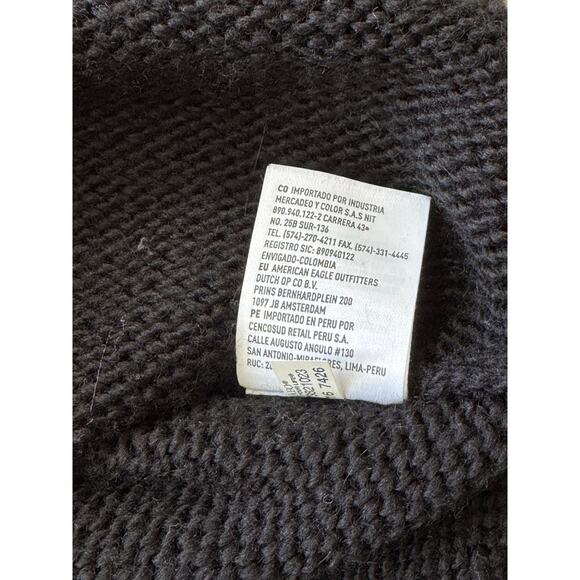 CO IMPORTADO POR INDUSTRIA
MERCADEO Y COLOR S.A.S NIT
890.940.122-2 CARRERA 43ª
NO. 25B SUR-136
TEL. (574)-270-4211 FAX. (574)-331-4445
REGISTRO SIC: 890940122
ENVIGADO-COLOMBIA
EU AMERICAN EAGLE OUTFITTERS
DUTCH OP CO B.V.
PRINS BERNHARDPLEIN 200
1097 JB AMSTERDAM
PE IMPORTADO EN PERU POR
CENCOSUD RETAIL PERU S.A.
CALLE AUGUSTO ANGULO #130
SAN ANTONIO-MIRAFLORES, LIMA-PERU
RUC:
7426